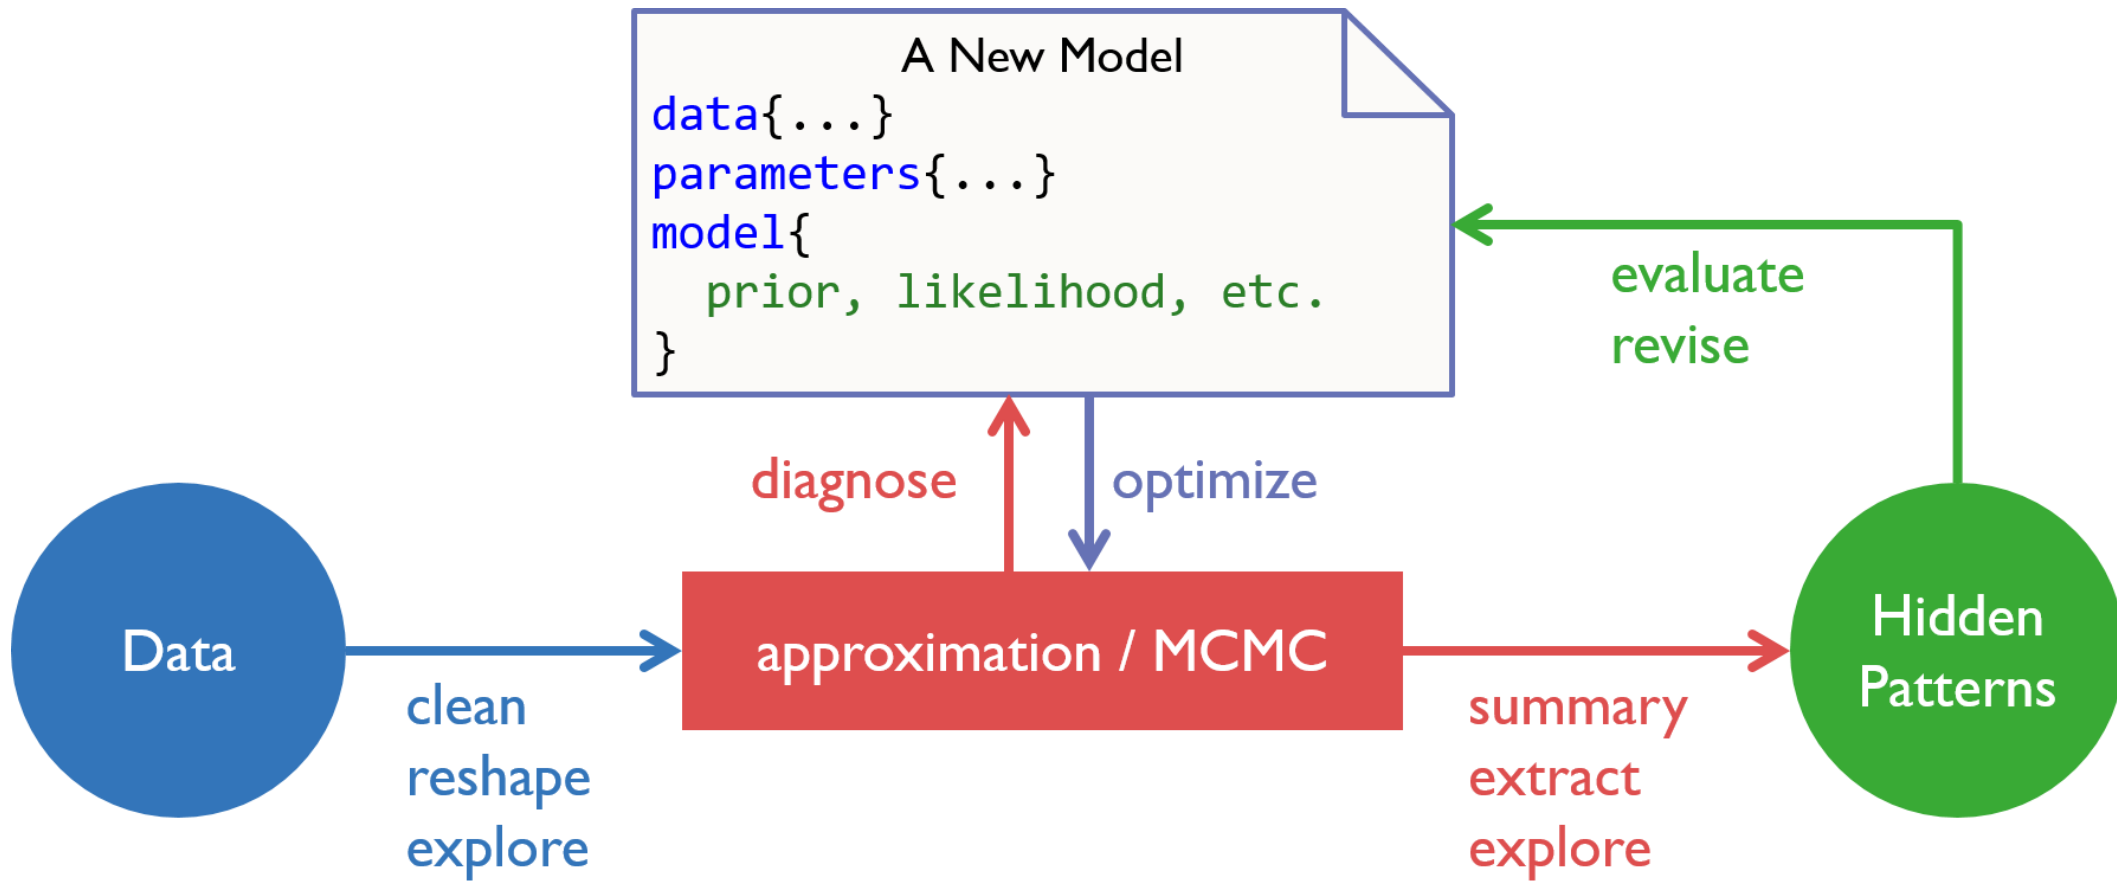 A New Model
data{...}
parameters{...}
model{
  prior, likelihood, etc.
}
evaluate
revise
diagnose
optimize
Data
approximation / MCMC
Hidden
Patterns
clean
reshape
explore
summary
extract
explore